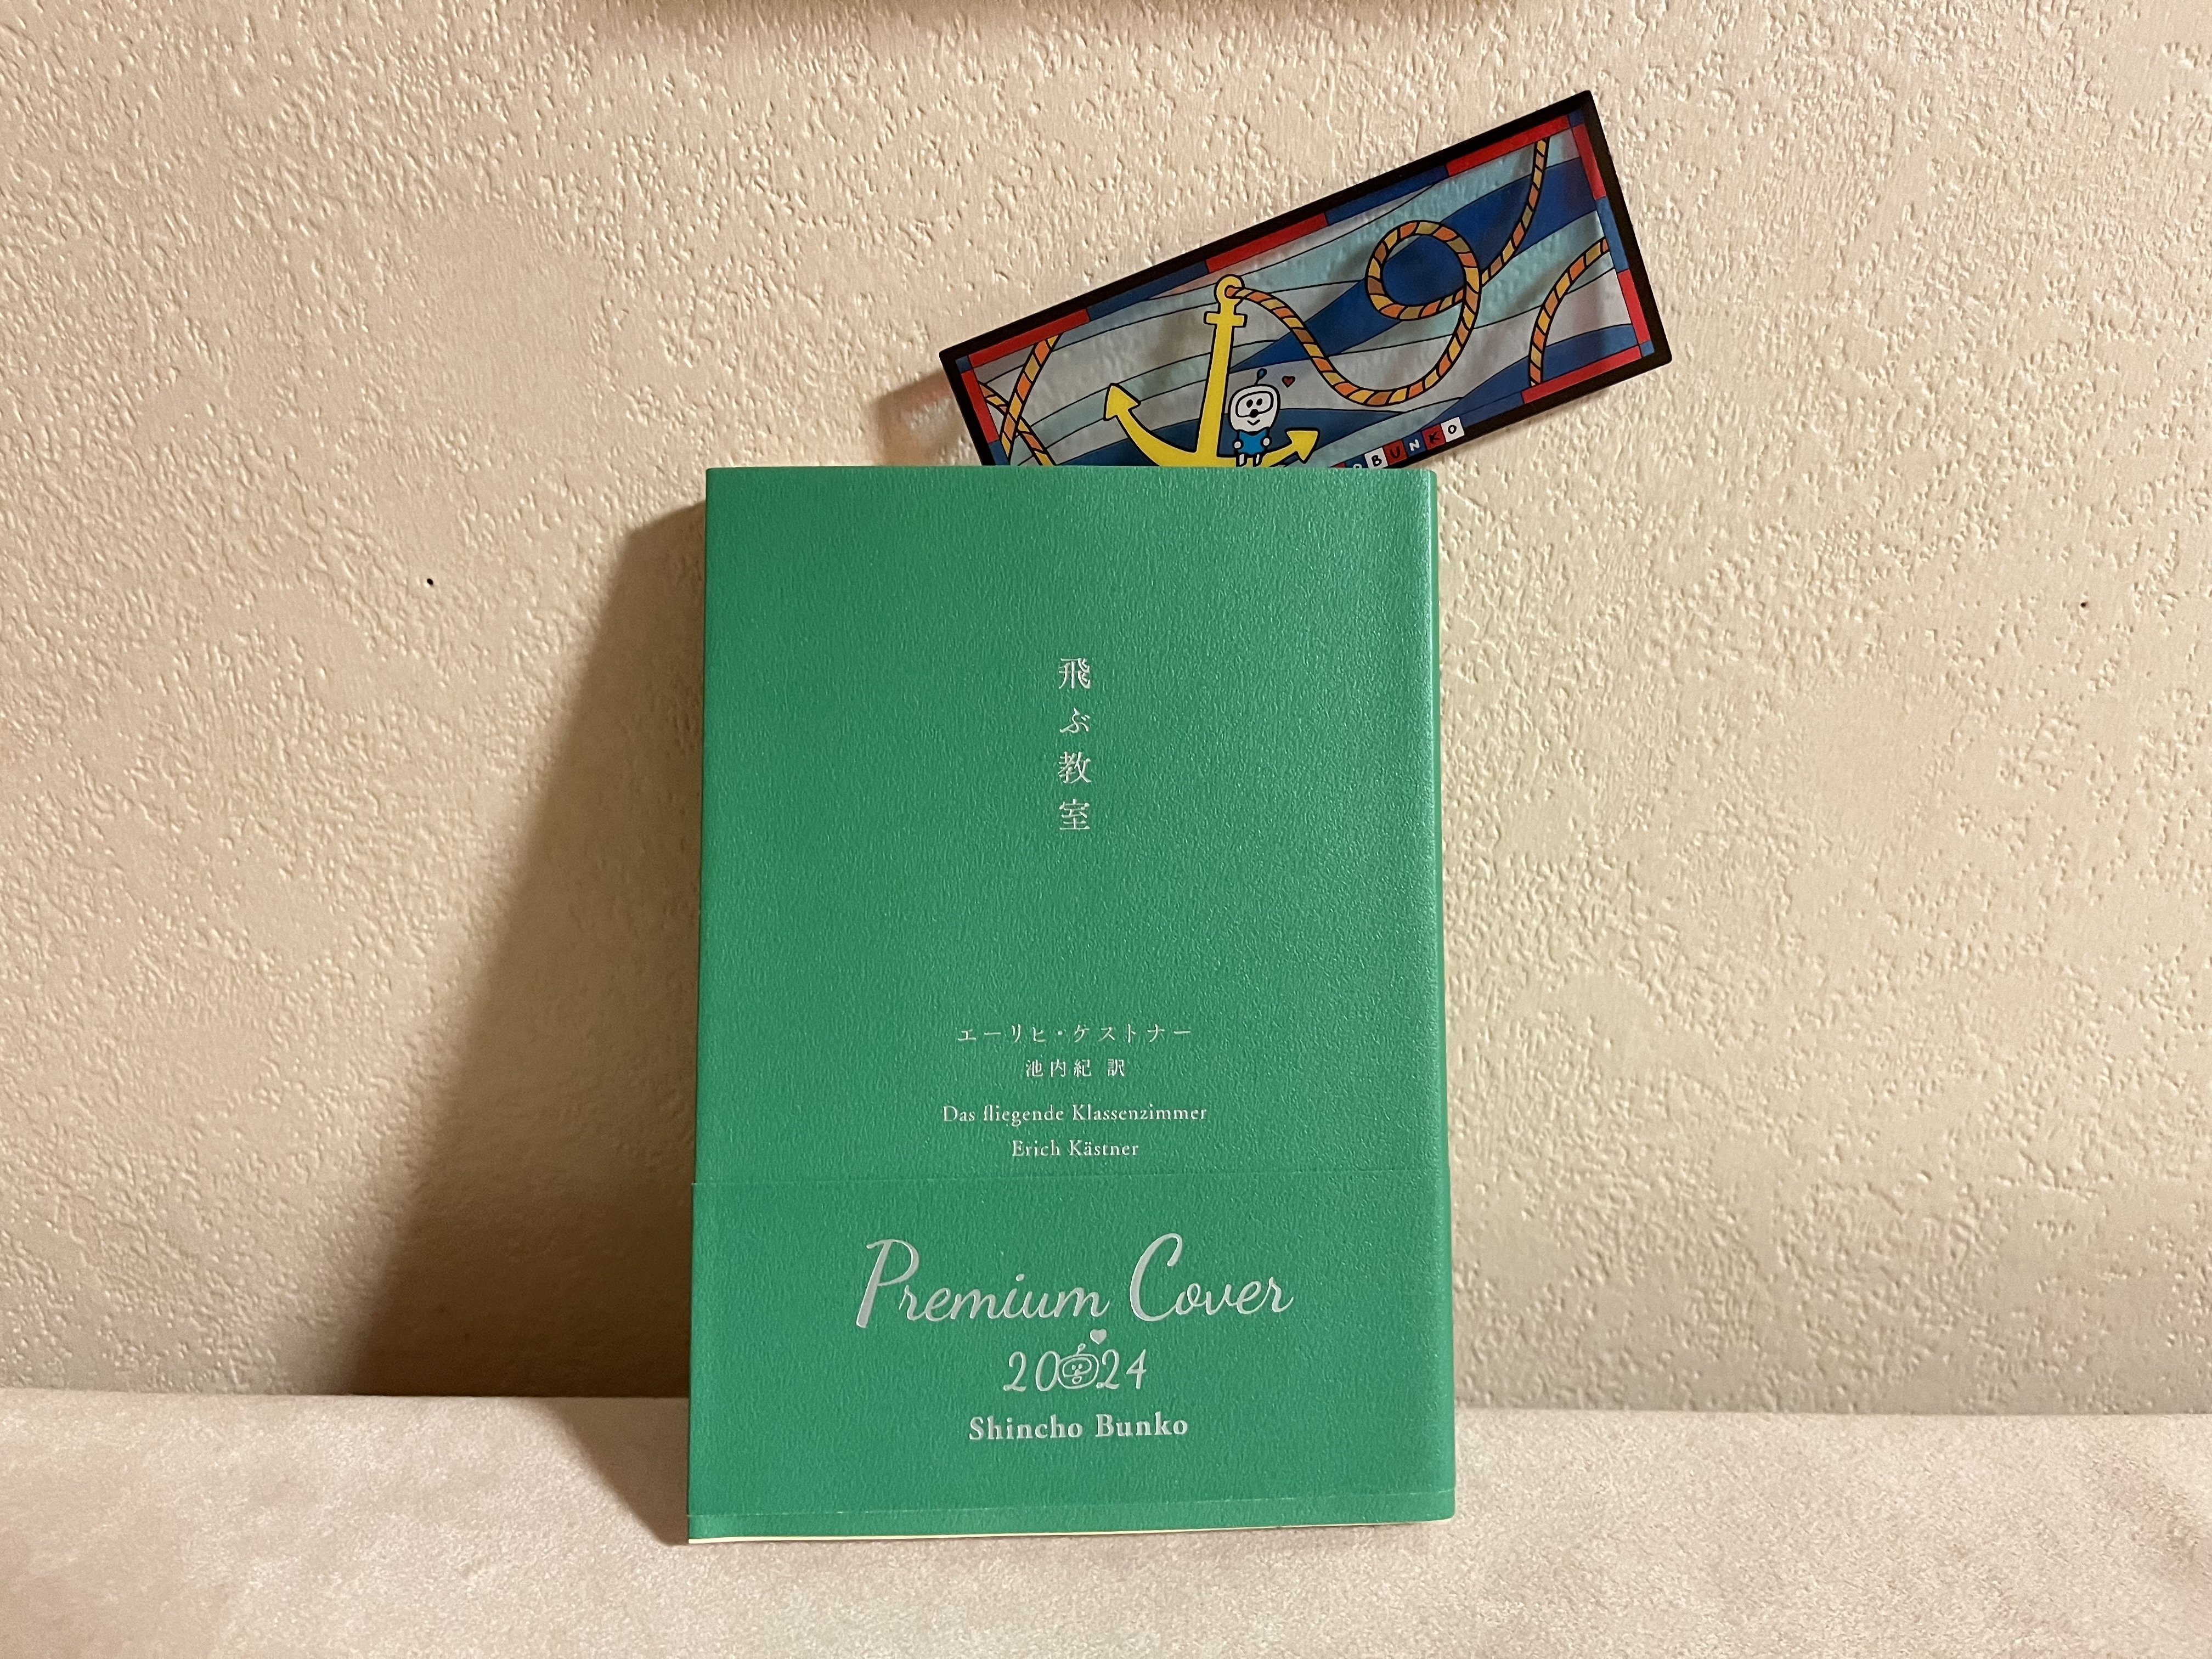 BUNKO
飛ぶ教室
エーリヒ・ケストナー
池内紀 訳
Das fliegende Klassenzimmer
Erich Kästner
Premium Cover
2024
Shincho Bunko